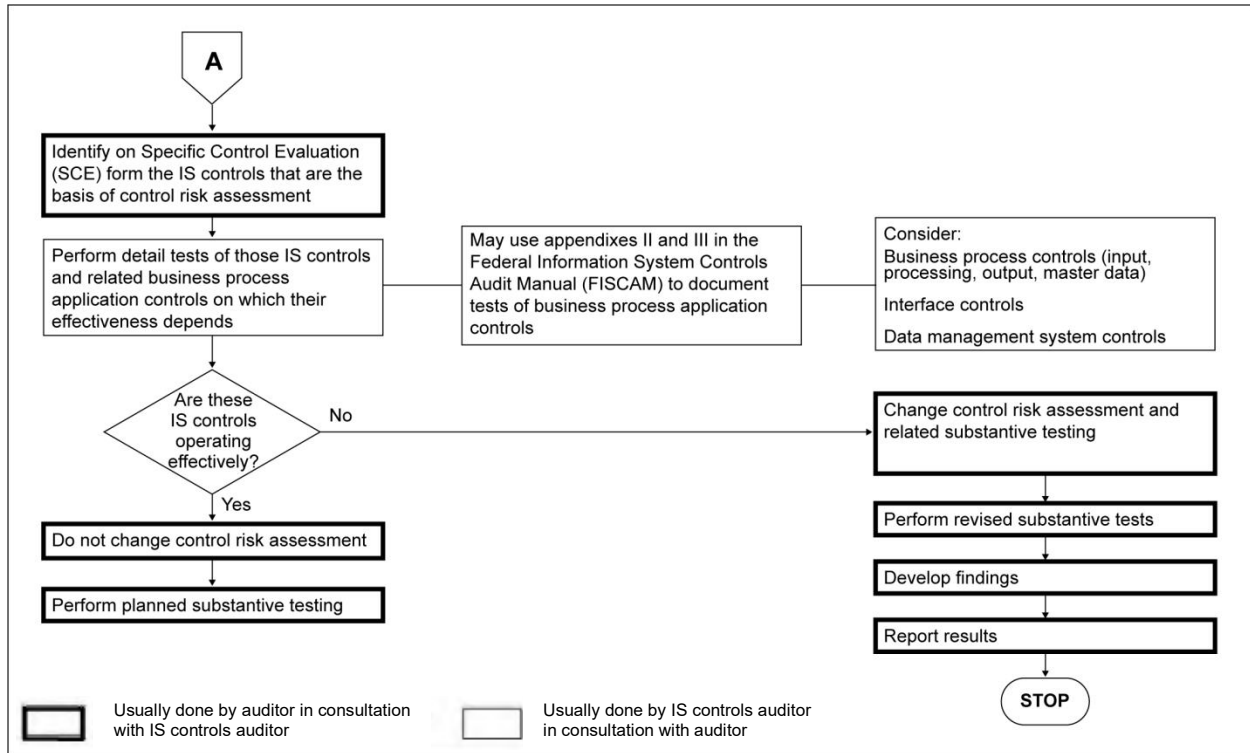 A
Identify on Specific Control Evaluation
(SCE) form the IS controls that are the
basis of control risk assessment
Perform detail tests of those IS controls
and related business process
application controls on which their
effectiveness depends
May use appendixes II and III in the
Federal Information System Controls
Audit Manual (FISCAM) to document
tests of business process application
controls
Consider:
Business process controls (input,
processing, output, master data)
Interface controls
Data management system controls
Are these
IS controls
operating
effectively?
No
Yes
Change control risk assessment and
related substantive testing
Do not change control risk assessment
Perform planned substantive testing
Perform revised substantive tests
Develop findings
Report results
STOP
Usually done by auditor in consultation
with IS controls auditor
Usually done by IS controls auditor
in consultation with auditor